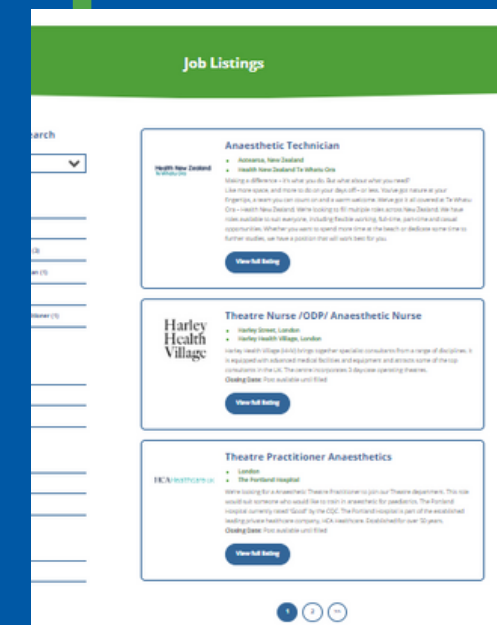 Job Listings
earch
(3)
an (1)
titioner (1)
Health New Zealand
Te Whatu Ora
Anaesthetic Technician
Aotearoa, New Zealand
Health New Zealand Te Whatu Ora
Making a difference – it's what you do. But what about what you need?
Like more space, and more to do on your days off – or less. You've got nature at your
fingertips, a team you can count on and a warm welcome. We've got it all covered at Te Whatu
Ora – Health New Zealand. We're looking to fill multiple roles across New Zealand. We have
roles available to suit everyone, including flexible working, full-time, part-time and casual
opportunities. Whether you want to spend more time at the beach or dedicate some time to
further studies, we have a position that will work best for you.
View full listing
Harley
Health
Village
Theatre Nurse /ODP/ Anaesthetic Nurse
Harley Street, London
Harley Health Village, London
Harley Health Village (HHV) brings together specialist consultants from a range of disciplines. It
is equipped with advanced medical facilities and equipment and attracts some of the top
consultants in the UK. The centre incorporates 3 day case operating theatres.
Closing Date: Post available until filled
View full listing
HCA Healthcare UK
Theatre Practitioner Anaesthetics
London
The Portland Hospital
We're looking for a Anaesthetic Theatre Practitioner to join our Theatre department. This role
would suit someone who would like to train in anaesthetic for paediatrics. The Portland
Hospital currently rated "Good" by the CQC. The Portland Hospital is part of the established
leading private healthcare company, HCA Healthcare. Established for over 50 years.
Closing Date: Post available until filled
View full listing
1 2